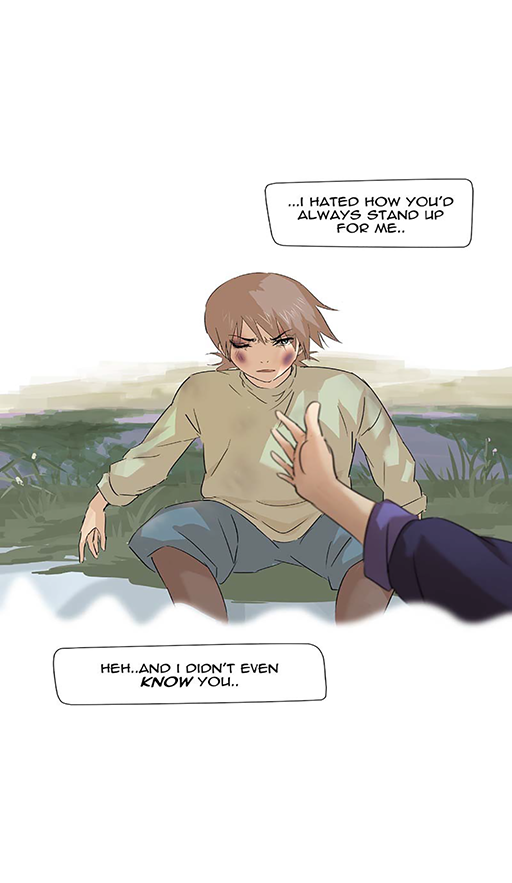 ...I HATED HOW YOU'D
ALWAYS STAND UP
FOR ME..
HEH..AND I DIDN'T EVEN
KNOW YOU..